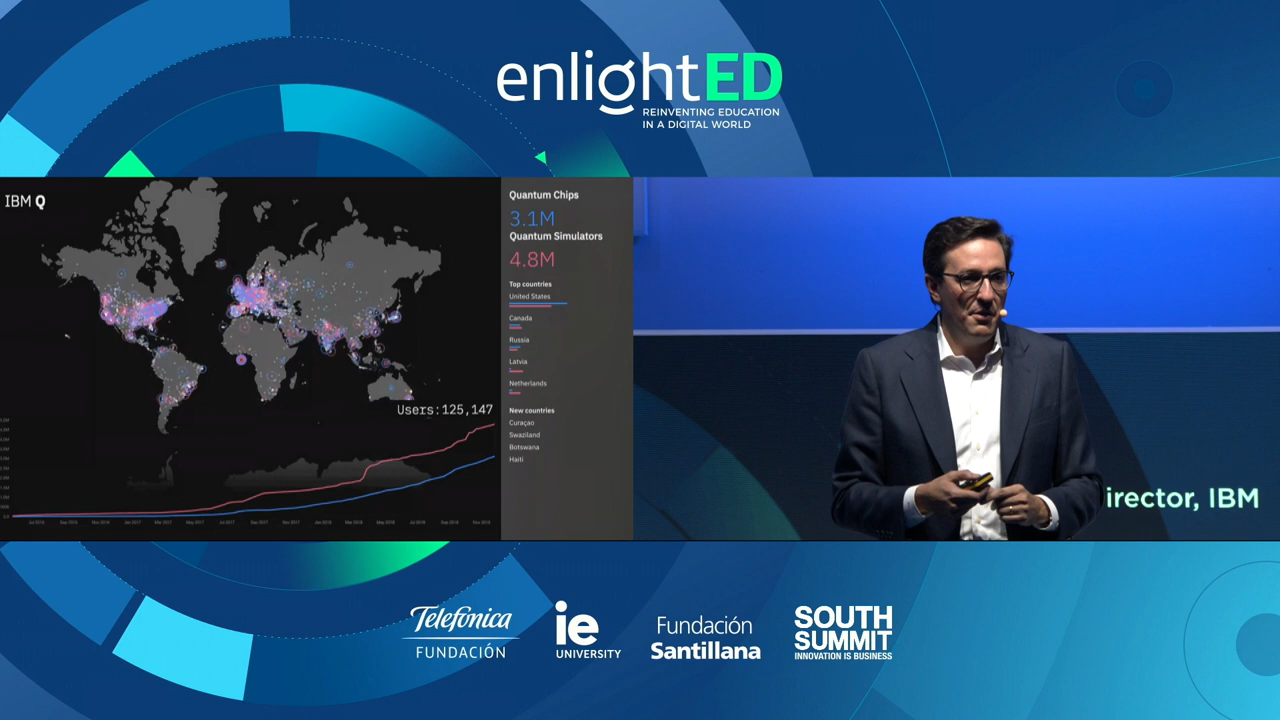 enlightED
REINVENTING EDUCATION
IN A DIGITAL WORLD
IBM Q
Quantum Chips
3.1M
Quantum Simulators
4.8M
Top countries
United States
Canada
Russia
Latvia
Netherlands
New countries
Curaçao
Swaziland
Botswana
Haiti
Users:125,147
irector, IBM
Telefónica
FUNDACIÓN
ie
UNIVERSITY
Fundación
Santillana
SOUTH
SUMMIT
INNOVATION IS BUSINESS